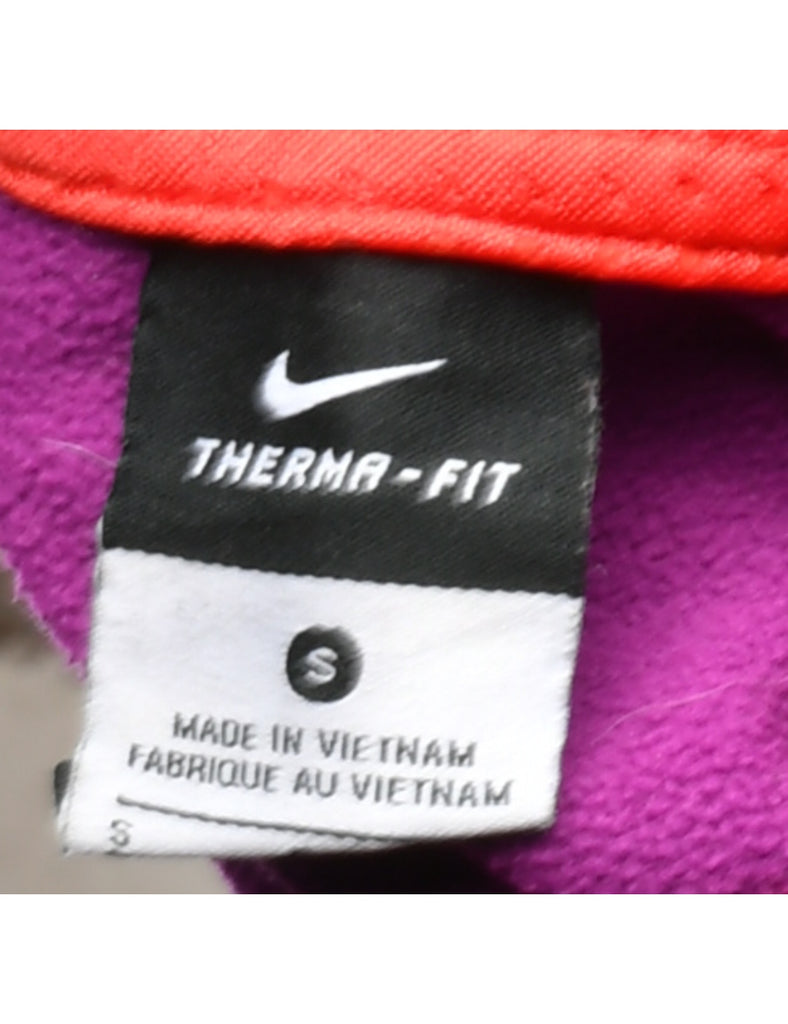 THERMA-FIT
S
MADE IN VIETNAM
FABRIQUE AU VIETNAM
S